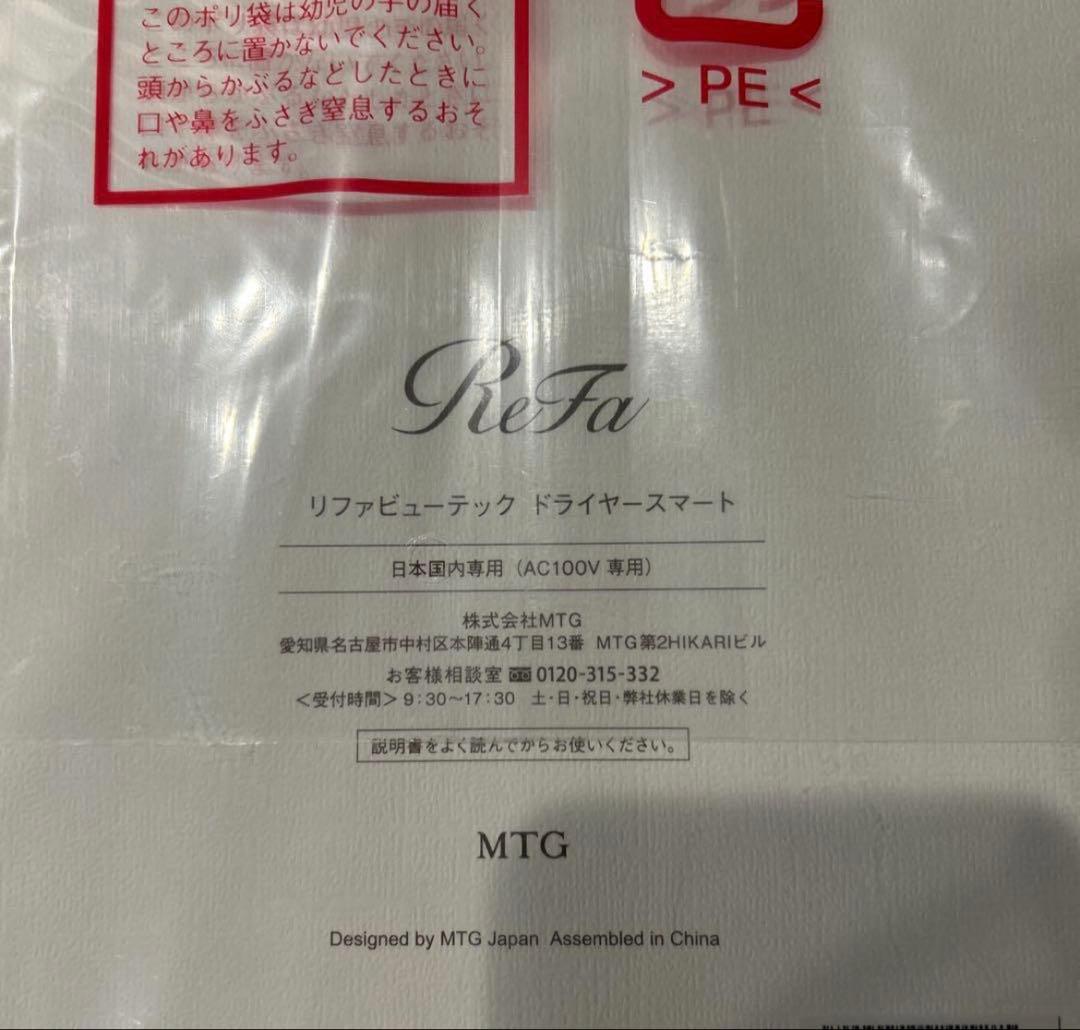 このポリ袋は幼児の手の届く
ところに置かないでください。
頭からかぶるなどしたときに
口や鼻をふさぎ窒息するおそ
れがあります。
> PE <
ReFa
リファビューテック ドライヤースマート
日本国内専用（AC100V 専用）
株式会社MTG
愛知県名古屋市中村区本陣通4丁目13番 MTG第2HIKARIビル
お客様相談室 0120-315-332
＜受付時間＞9:30〜17:30 土・日・祝日・弊社休業日を除く
説明書をよく読んでからお使いください。
MTG
Designed by MTG Japan Assembled in China